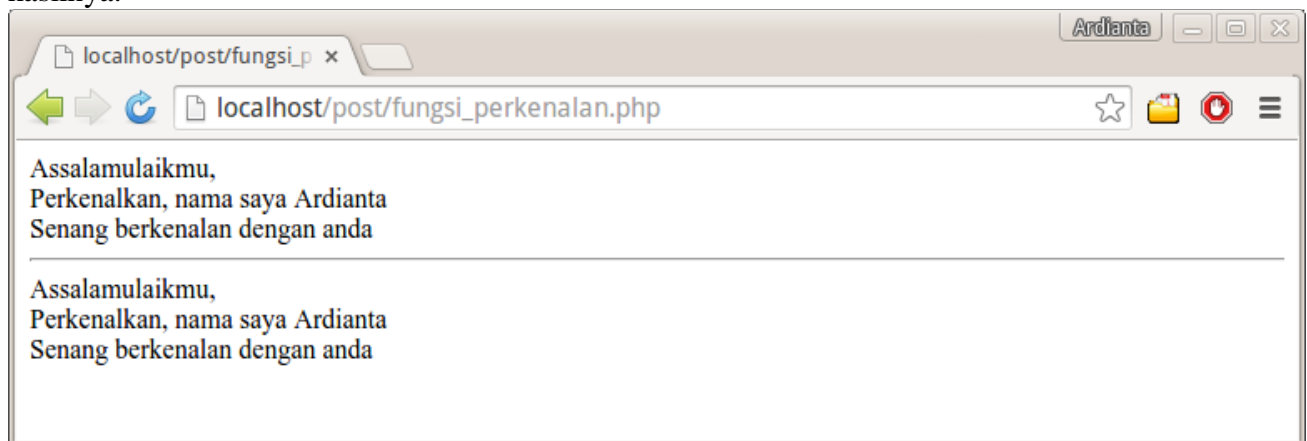 Ardianta
localhost/post/fungsi_p
localhost/post/fungsi_perkenalan.php
Assalamulaikmu,
Perkenalkan, nama saya Ardianta
Senang berkenalan dengan anda
Assalamulaikmu,
Perkenalkan, nama saya Ardianta
Senang berkenalan dengan anda